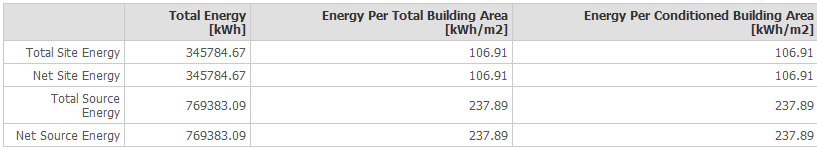 Total Energy Energy Per Total Building Area Energy Per Conditioned Building Area
[kWh] [kWh/m2] [kWh/m2]
Total Site Energy 345784.67 106.91 106.91
Net Site Energy 345784.67 106.91 106.91
Total Source
Energy 769383.09 237.89 237.89
Net Source Energy 769383.09 237.89 237.89